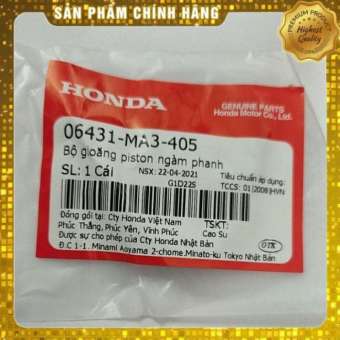 SẢN PHẨM CHÍNH HÃNG
PREMIUM PRODUCT
Highest Quality
HONDA
GENUINE PARTS
Honda Motor Co., Ltd.
06431-MA3-405
Bộ gioăng piston ngàm phanh
SL: 1 Cái
NSX: 22-04-2021
Tiêu chuẩn áp dụng:
G1D22S
TCCS: 01|2008|HVN
Đóng gói tại: Cty Honda Việt Nam
TSKT:
Phúc Thắng, Phúc Yên, Vĩnh Phúc
Cao Su
Được sự cho phép của Cty Honda Nhật Bản
Đ.C 1-1. Minami Aoyama 2-chome.Minato-ku Tokyo Nhật Bản